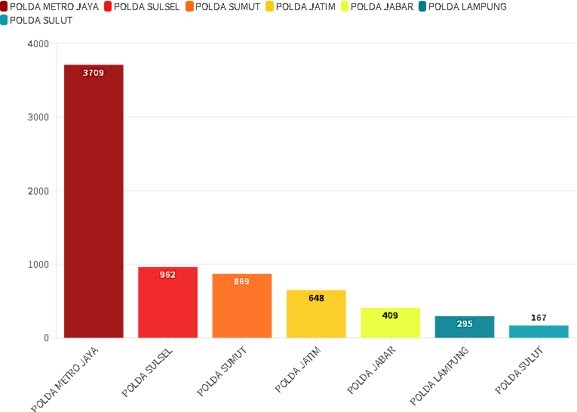 POLDA METRO JAYA POLDA SULSEL POLDA SUMUT POLDA JATIM POLDA JABAR POLDA LAMPUNG
POLDA SULUT
4000
3000
2000
1000
0
3709
962
869
648
409
295
167
POLDA METRO JAYA
POLDA SULSEL
POLDA SUMUT
POLDA JATIM
POLDA JABAR
POLDA LAMPUNG
POLDA SULUT